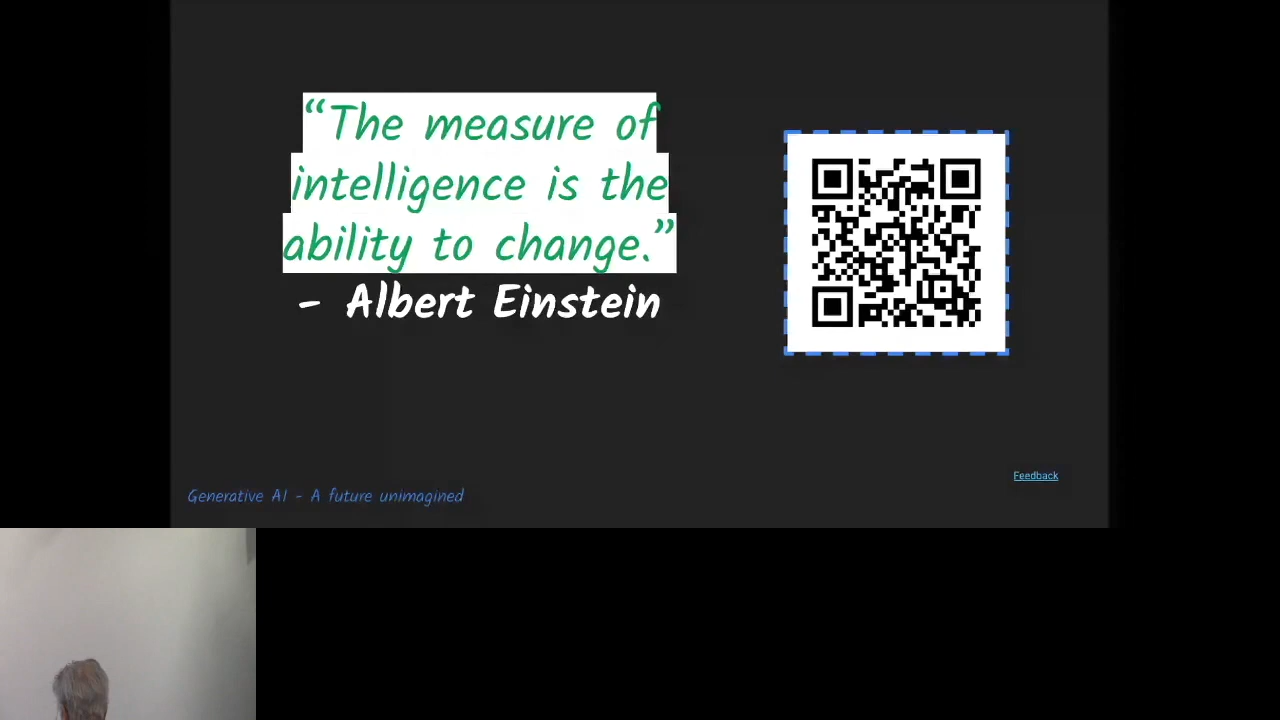 “The measure of
intelligence is the
ability to change.”
- Albert Einstein
Feedback
Generative AI - A future unimagined